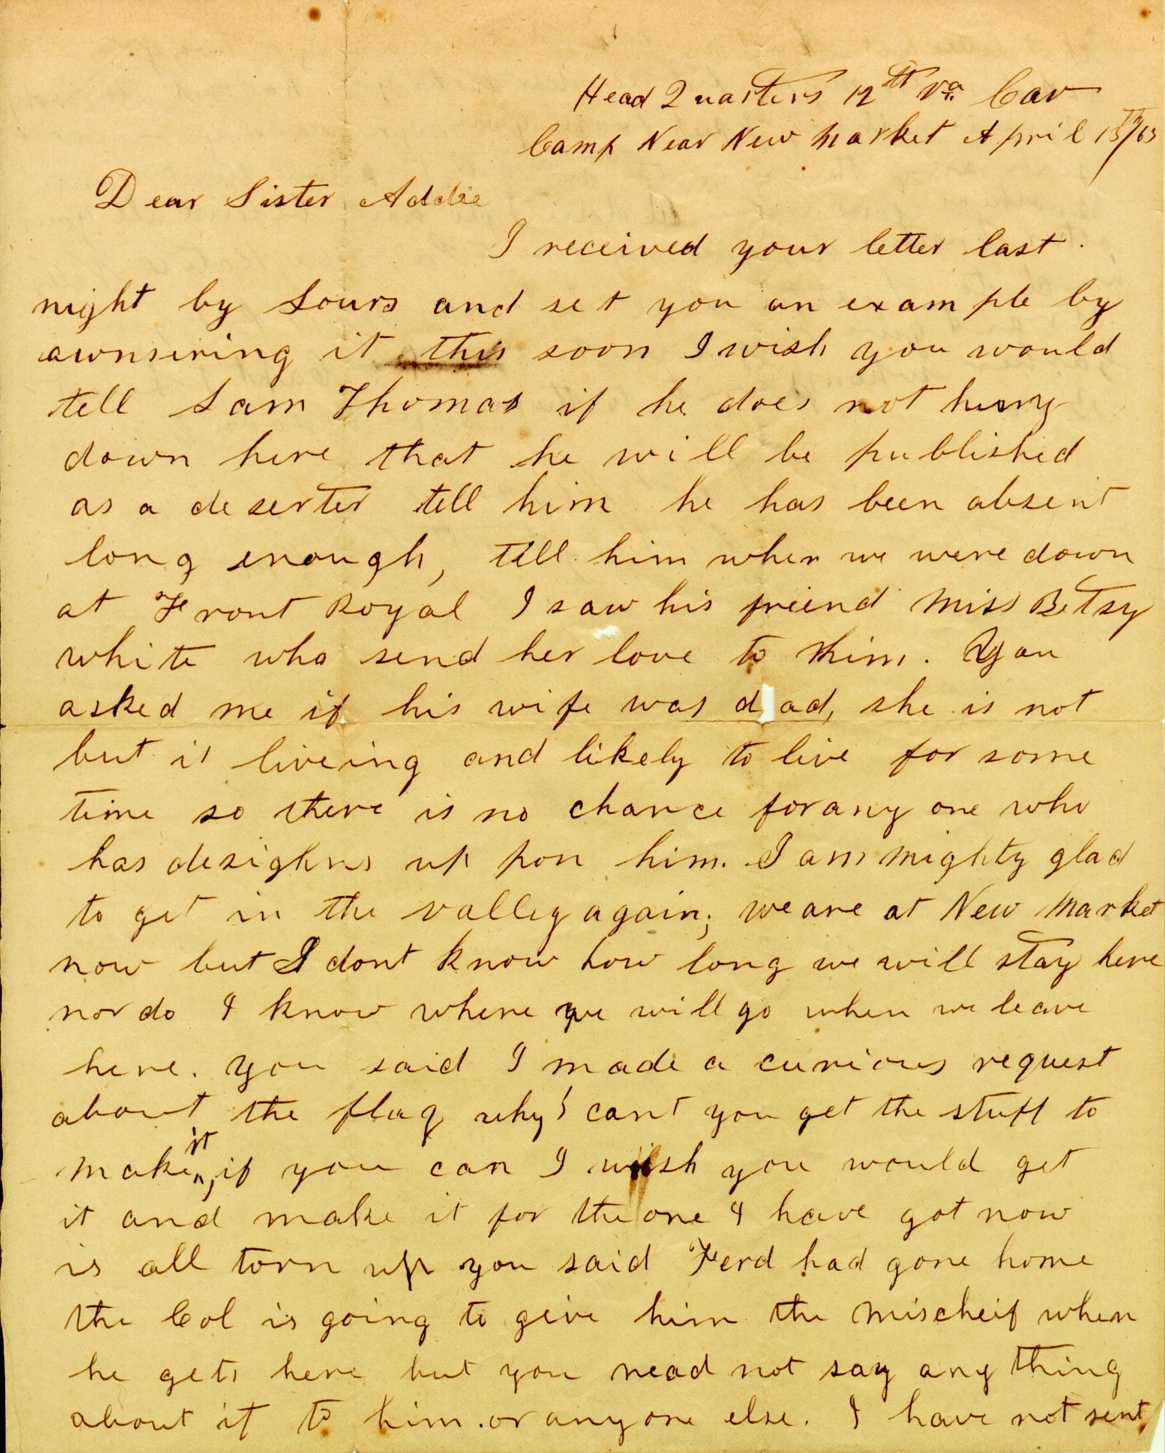 Head Quarters 12th Va. Cav
Camp Near New Market April 15th/63
Dear Sister Addie
I received your letter last
night by Sours and set you an example by
awnsering it this soon I wish you would
tell Sam Thomas if he does not hurry
down here that he will be published
as a deserter tell him he has been absent
long enough, tell him when we were down
at Front Royal I saw his freind Miss Betsy
White who send her love to him. You
asked me if his wife was d ad, she is not
but is liveing and likely to live for some
time so there is no chance for any one who
has desighns up pon him. I am mighty glad
to get in the valley again; we are at New Market
now but I dont know how long we will stay here
nor do I know where we will go when we leave
here. You said I made a curious request
about the flag why cant you get the stuff to
make it, if you can I wish you would get
it and make it for the one I have got now
is all torn up you said Ferd had gone home
the Col is going to give him the mischeif when
he gets here but you nead not say any thing
about it to him or any one else. I have not sent